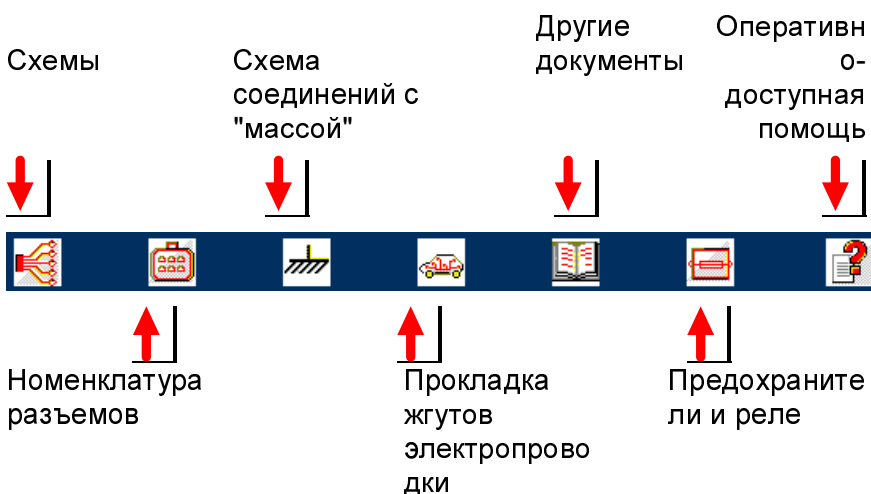 Схемы
Схема
соединений с
"массой"
Другие
документы
Оперативн
о-
доступная
помощь
Номенклатура
разъемов
Прокладка
жгутов
электропрово
дки
Предохраните
ли и реле